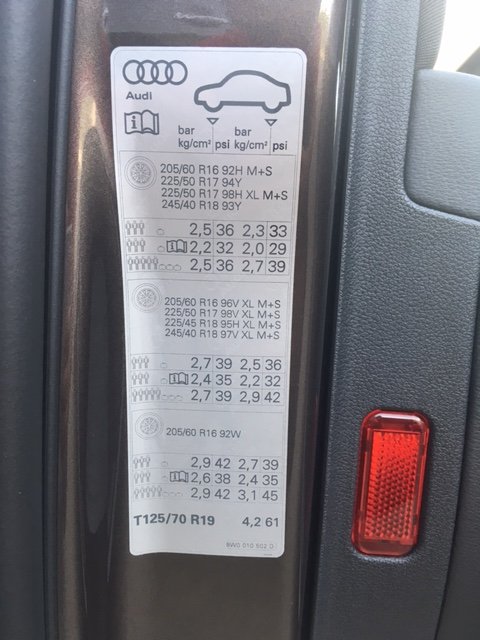 Audi
bar psi bar psi
kg/cm² kg/cm²
205/60 R16 92H M+S
225/50 R17 94Y
225/50 R17 98H XL M+S
245/40 R18 93Y
2,5 36 2,3 33
i 2,2 32 2,0 29
2,5 36 2,7 39
205/60 R16 96V XL M+S
225/50 R17 98V XL M+S
225/45 R18 95H XL M+S
245/40 R18 97V XL M+S
2,7 39 2,5 36
i 2,4 35 2,2 32
2,7 39 2,9 42
205/60 R16 92W
2,9 42 2,7 39
i 2,6 38 2,4 35
2,9 42 3,1 45
T125/70 R19 4,2 61
8W0 010 502 D